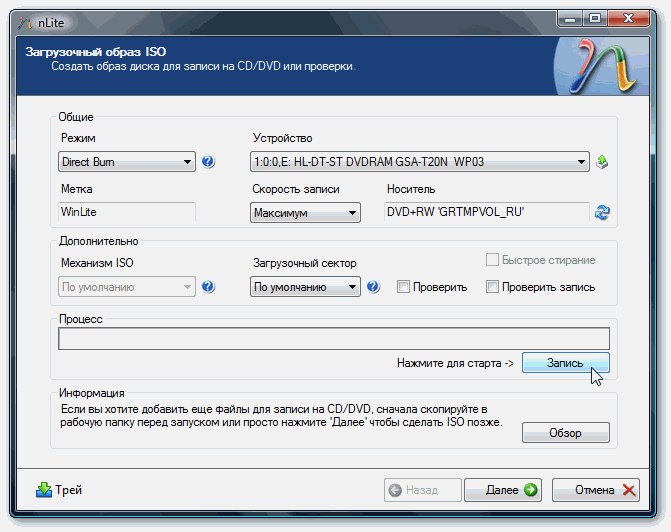 nLite
Загрузочный образ ISO
Создать образ диска для записи на CD/DVD или проверки.
Общие
Режим
Устройство
Direct Burn
1:0:0,E: HL-DT-ST DVDRAM GSA-T20N WP03
Метка
Скорость записи
Носитель
WinLite
Максимум
DVD+RW 'GRTMPVOL_RU'
Дополнительно
Механизм ISO
Загрузочный сектор
Быстрое стирание
По умолчанию
По умолчанию
Проверить
Проверить запись
Процесс
Нажмите для старта ->
Запись
Информация
Если вы хотите добавить еще файлы для записи на CD/DVD, сначала скопируйте в
рабочую папку перед запуском или просто нажмите 'Далее' чтобы сделать ISO позже.
Обзор
Трей
Назад
Далее
Отмена